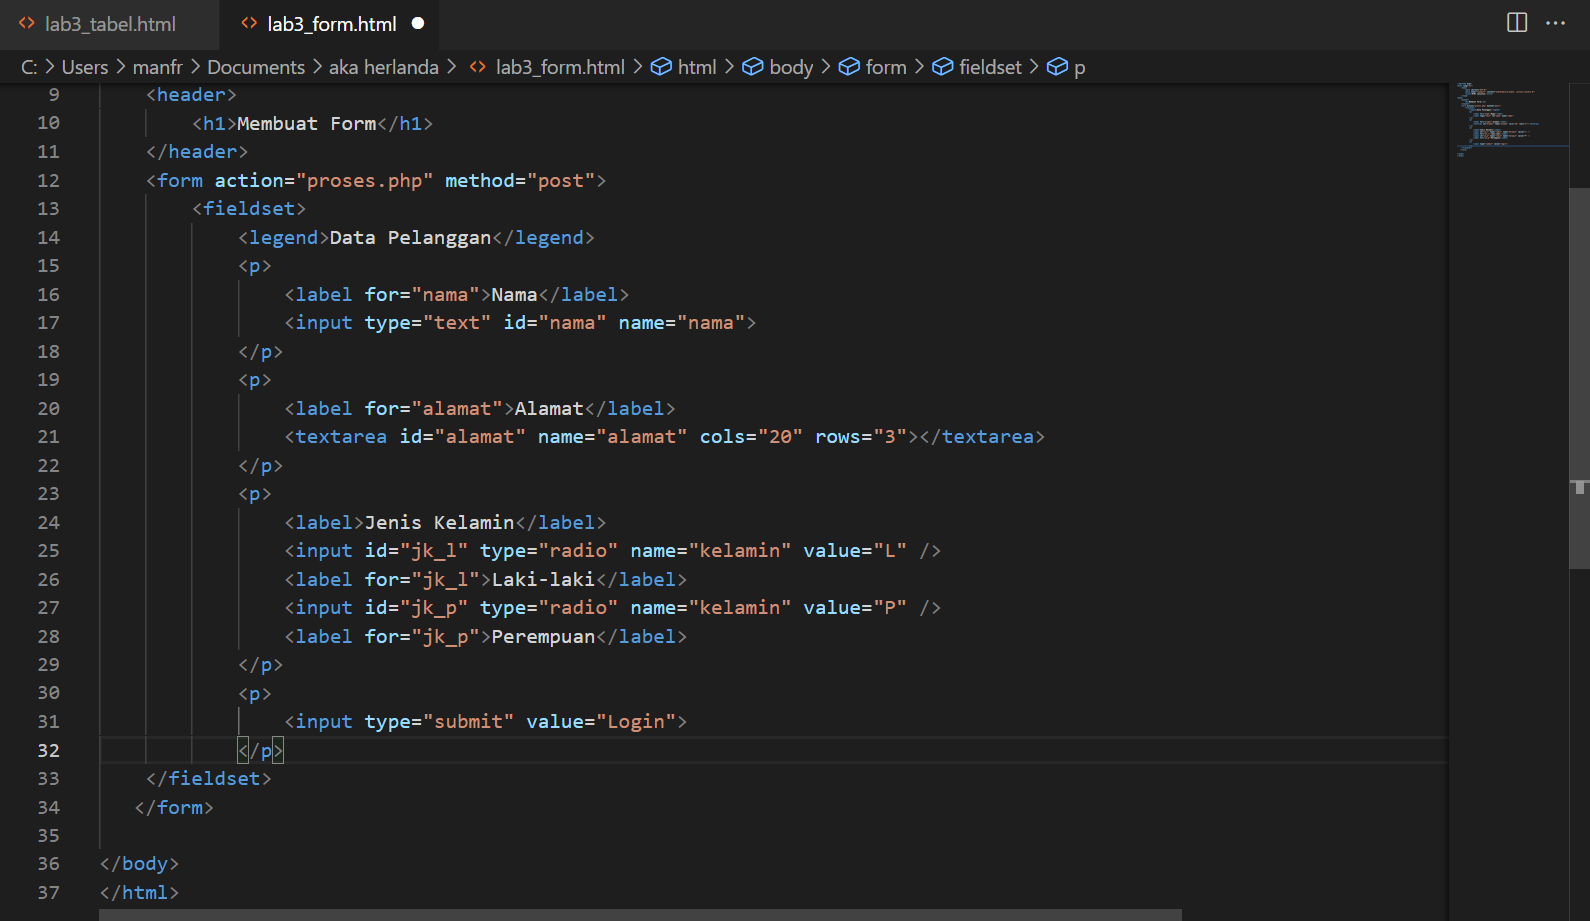 lab3_tabel.html lab3_form.html
C: > Users > manfr > Documents > aka herlanda > lab3_form.html > html > body > form > fieldset > p
9 <header>
10 <h1>Membuat Form</h1>
11 </header>
12 <form action="proses.php" method="post">
13 <fieldset>
14 <legend>Data Pelanggan</legend>
15 <p>
16 <label for="nama">Nama</label>
17 <input type="text" id="nama" name="nama">
18 </p>
19 <p>
20 <label for="alamat">Alamat</label>
21 <textarea id="alamat" name="alamat" cols="20" rows="3"></textarea>
22 </p>
23 <p>
24 <label>Jenis Kelamin</label>
25 <input id="jk_l" type="radio" name="kelamin" value="L" />
26 <label for="jk_l">Laki-laki</label>
27 <input id="jk_p" type="radio" name="kelamin" value="P" />
28 <label for="jk_p">Perempuan</label>
29 </p>
30 <p>
31 <input type="submit" value="Login">
32 </p>
33 </fieldset>
34 </form>
35
36 </body>
37 </html>